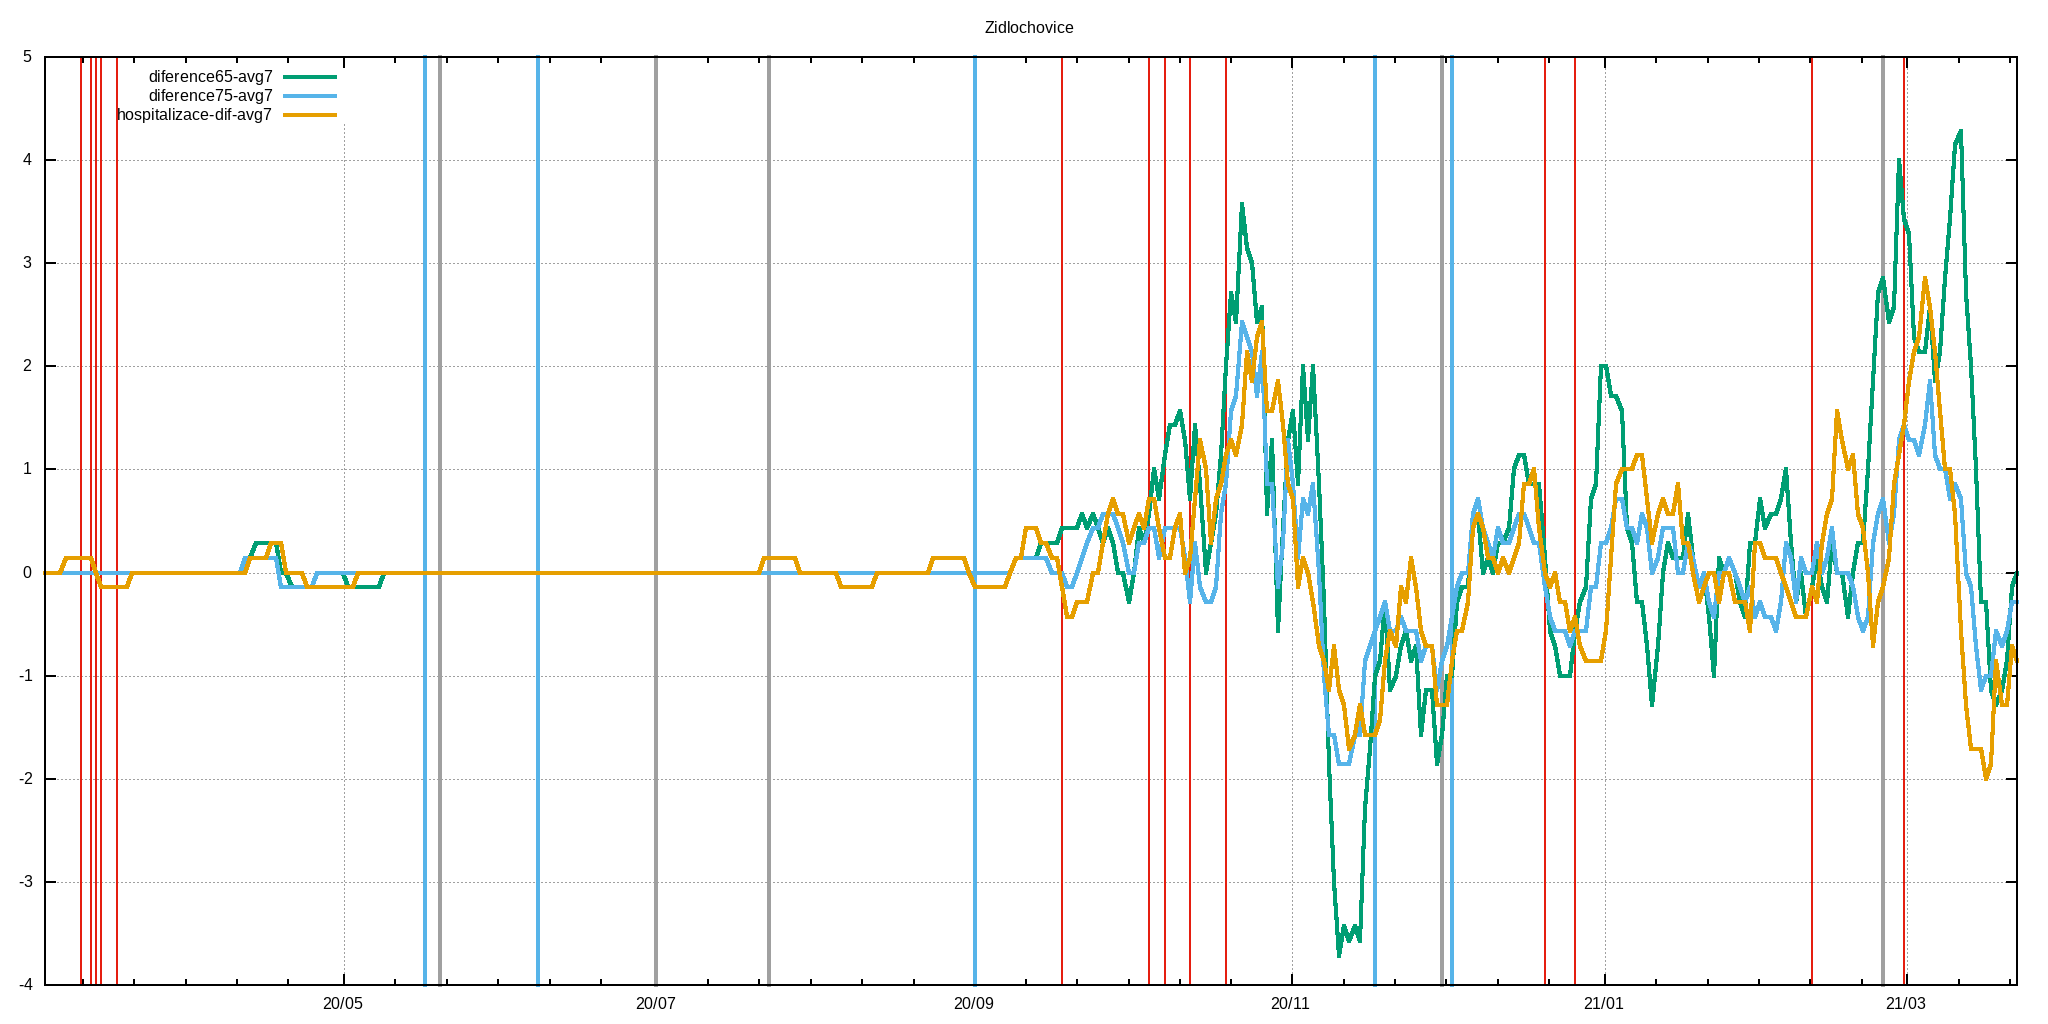 Zidlochovice
5
diference65-avg7
diference75-avg7
hospitalizace-dif-avg7
4
3
2
1
0
-1
-2
-3
-4
20/05 20/07 20/09 20/11 21/01 21/03